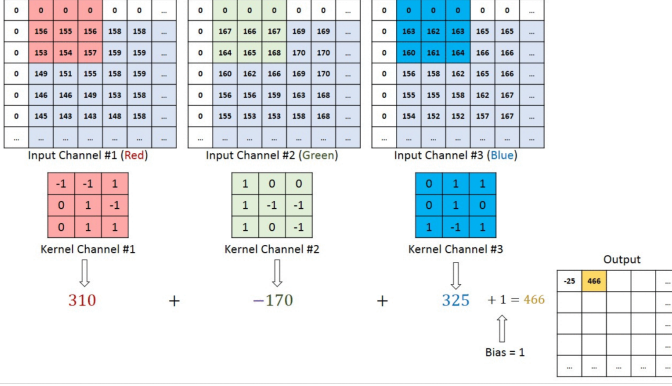 0 0 0 0 0 0 ...
0 156 155 156 158 158 ...
0 153 154 157 159 159 ...
0 149 151 155 158 159 ...
0 146 146 149 153 158 ...
0 145 143 143 148 158 ...
... ... ... ... ... ... ...
Input Channel #1 (Red)
0 0 0 0 0 0 ...
0 167 166 167 169 169 ...
0 164 165 168 170 170 ...
0 160 162 166 169 170 ...
0 156 156 159 163 168 ...
0 155 153 153 158 168 ...
... ... ... ... ... ... ...
Input Channel #2 (Green)
0 0 0 0 0 0 ...
0 163 162 163 165 165 ...
0 160 161 164 166 166 ...
0 156 158 162 165 166 ...
0 155 155 158 162 167 ...
0 154 152 152 157 167 ...
... ... ... ... ... ... ...
Input Channel #3 (Blue)
-1 -1 1
0 1 -1
0 1 1
Kernel Channel #1
1 0 0
1 -1 -1
1 0 -1
Kernel Channel #2
0 1 1
0 1 0
1 -1 1
Kernel Channel #3
310 + −170 + 325 + 1 = 466
Bias = 1
Output
-25 466 ...
...
...
...
... ... ... ... ...